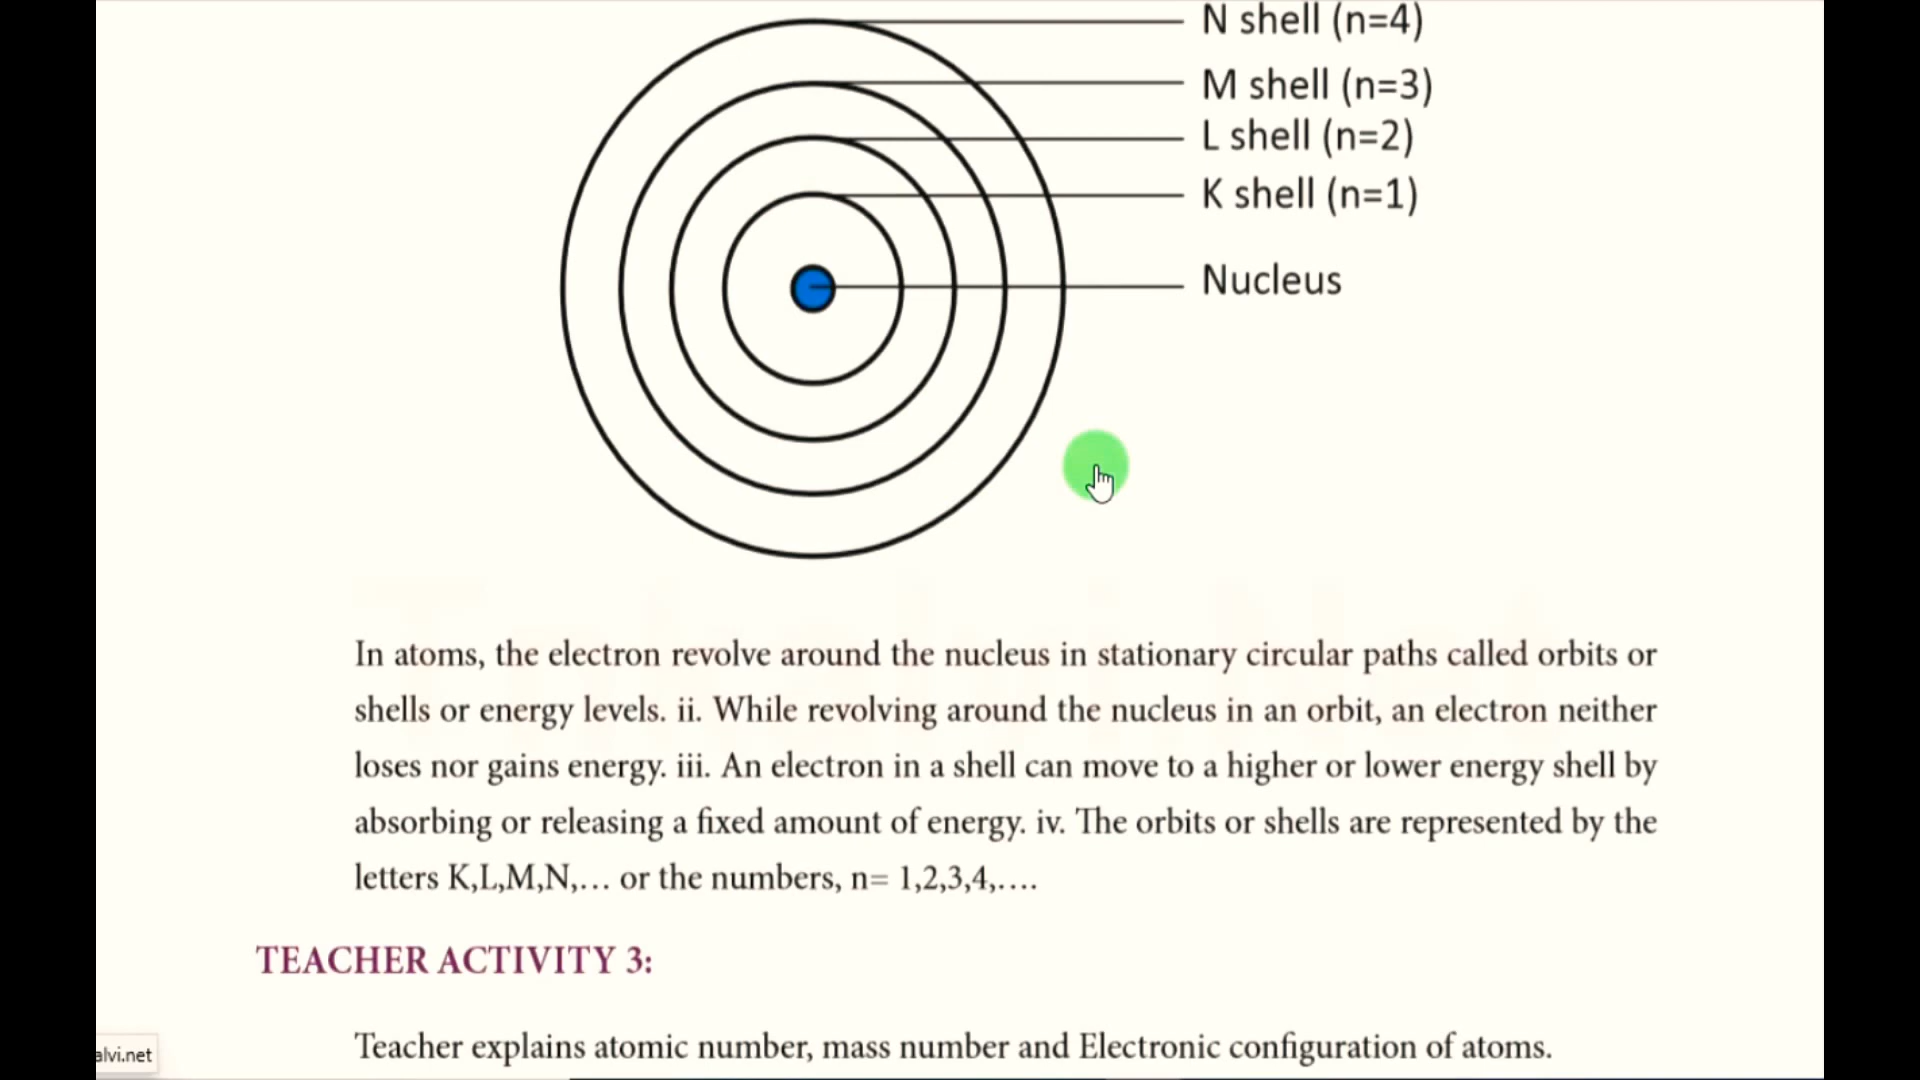 N shell (n=4)
M shell (n=3)
L shell (n=2)
K shell (n=1)
Nucleus
In atoms, the electron revolve around the nucleus in stationary circular paths called orbits or
shells or energy levels. ii. While revolving around the nucleus in an orbit, an electron neither
loses nor gains energy. iii. An electron in a shell can move to a higher or lower energy shell by
absorbing or releasing a fixed amount of energy. iv. The orbits or shells are represented by the
letters K,L,M,N,… or the numbers, n= 1,2,3,4,….
TEACHER ACTIVITY 3:
Teacher explains atomic number, mass number and Electronic configuration of atoms.
alvi.net